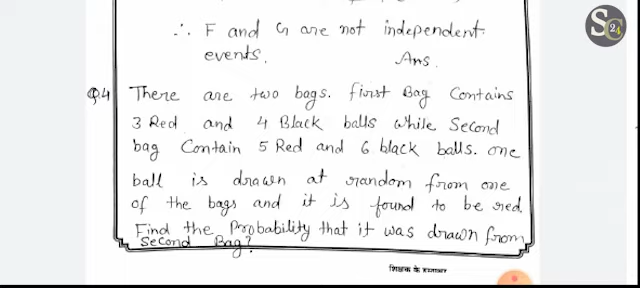 ∴ F and G are not independent
events.
Ans.
Q.4 There are two bags. first Bag Contains
3 Red and 4 Black balls while Second
bag Contain 5 Red and 6 black balls. one
ball is drawn at random from one
of the bags and it is found to be red.
Find the Probability that it was drawn from
Second Bag?
शिक्षक के हस्ताक्षर
SC
24